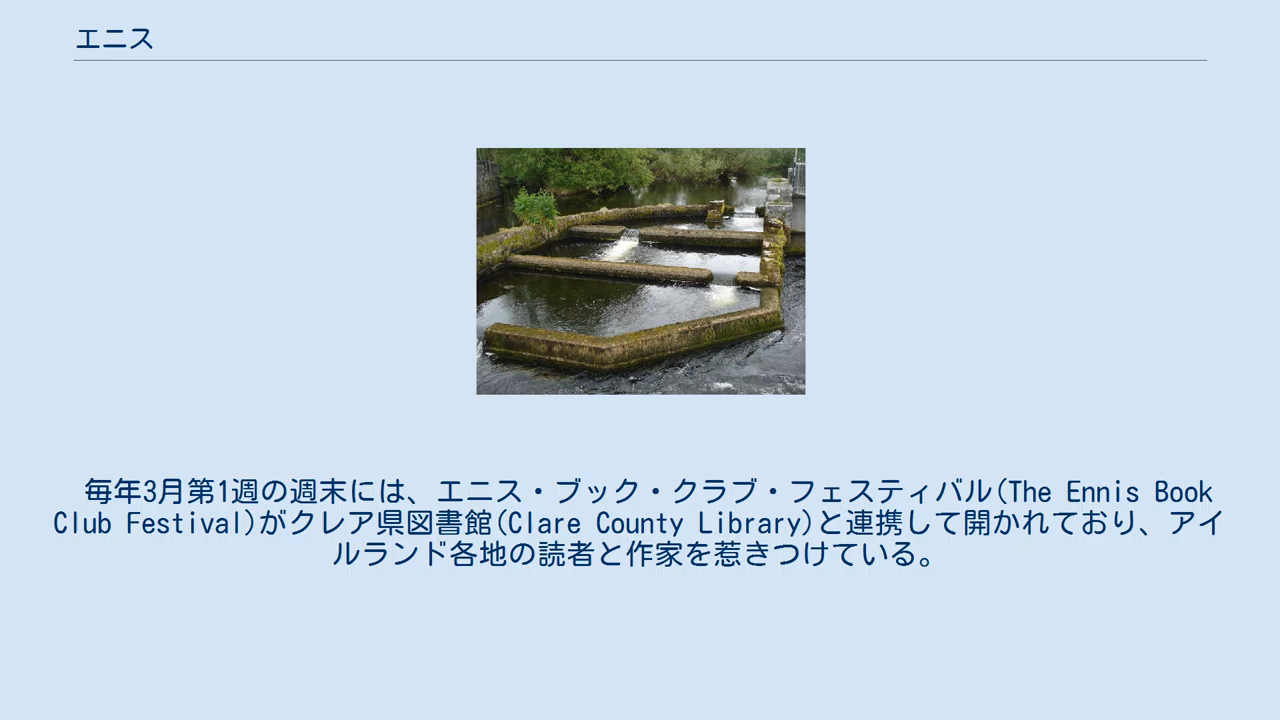 エニス
毎年3月第1週の週末には、エニス・ブック・クラブ・フェスティバル(The Ennis Book
Club Festival)がクレア県図書館(Clare County Library)と連携して開かれており、アイ
ルランド各地の読者と作家を惹きつけている。